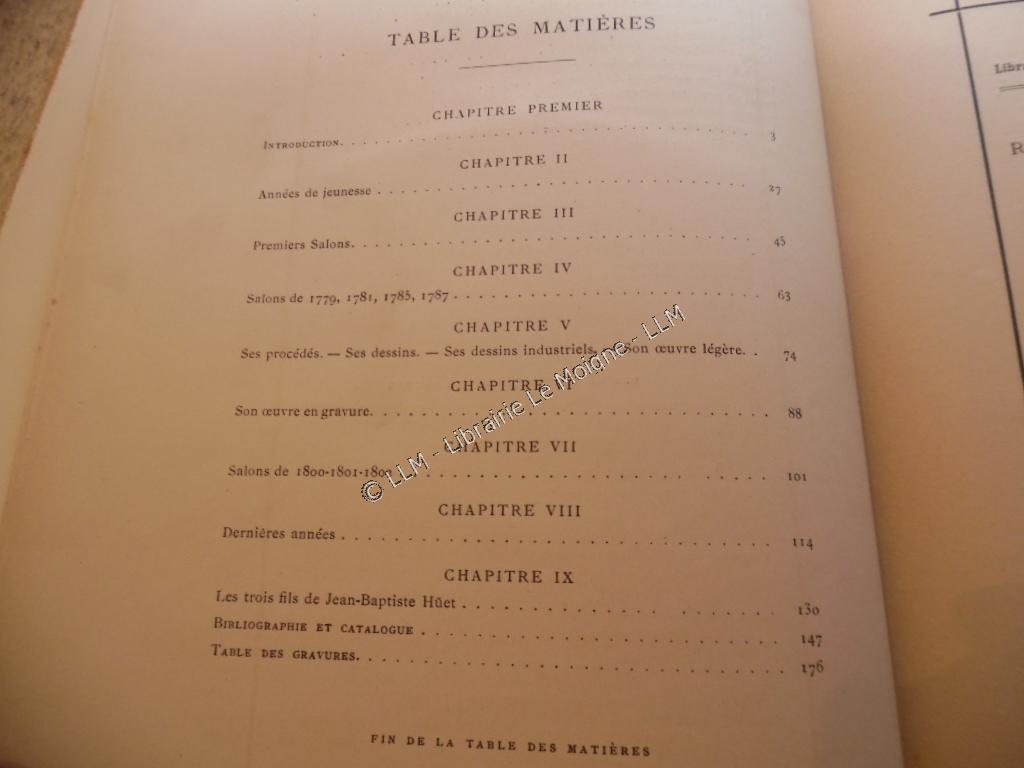 TABLE DES MATIÈRES
CHAPITRE PREMIER
INTRODUCTION. 3
CHAPITRE II
Années de jeunesse 27
CHAPITRE III
Premiers Salons. 45
CHAPITRE IV
Salons de 1779, 1781, 1785, 1787 63
CHAPITRE V
Ses procédés. — Ses dessins. — Ses dessins industriels. — Son œuvre légère. 74
CHAPITRE VI
Son œuvre en gravure. 88
CHAPITRE VII
Salons de 1800-1801-1802 101
CHAPITRE VIII
Dernières années 114
CHAPITRE IX
Les trois fils de Jean-Baptiste Hüet 130
BIBLIOGRAPHIE ET CATALOGUE 147
TABLE DES GRAVURES. 176
FIN DE LA TABLE DES MATIÈRES
© LLM - Librairie Le Moigne - LLM